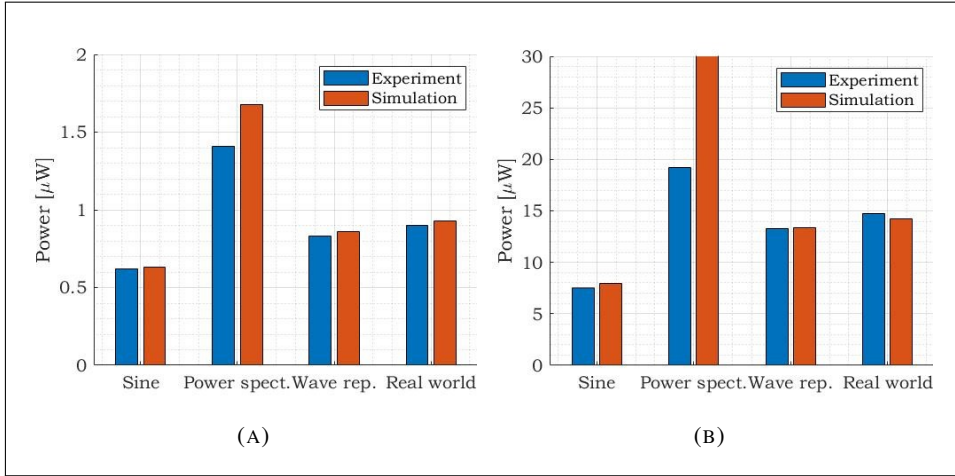 2
1.5
1
0.5
0
Power [μW]
Experiment
Simulation
Sine
Power spect.
Wave rep.
Real world
(A)
30
25
20
15
10
5
0
Power [μW]
Experiment
Simulation
Sine
Power spect.
Wave rep.
Real world
(B)